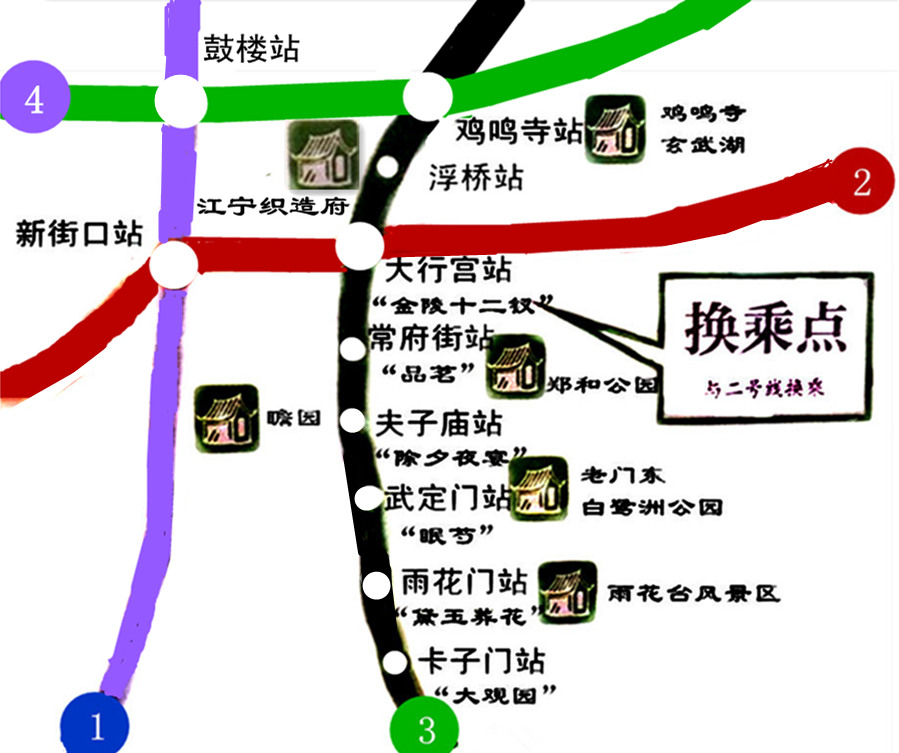 鼓楼站
4
鸡鸣寺站
鸡鸣寺
玄武湖
浮桥站
2
江宁织造府
新街口站
大行宫站
“金陵十二钗”
换乘点
与二号线换乘
常府街站
“品茗”
郑和公园
瞻园
夫子庙站
“除夕夜宴”
老门东
白鹭洲公园
武定门站
“眠芍”
雨花门站
雨花台风景区
“黛玉葬花”
卡子门站
“大观园”
1
3